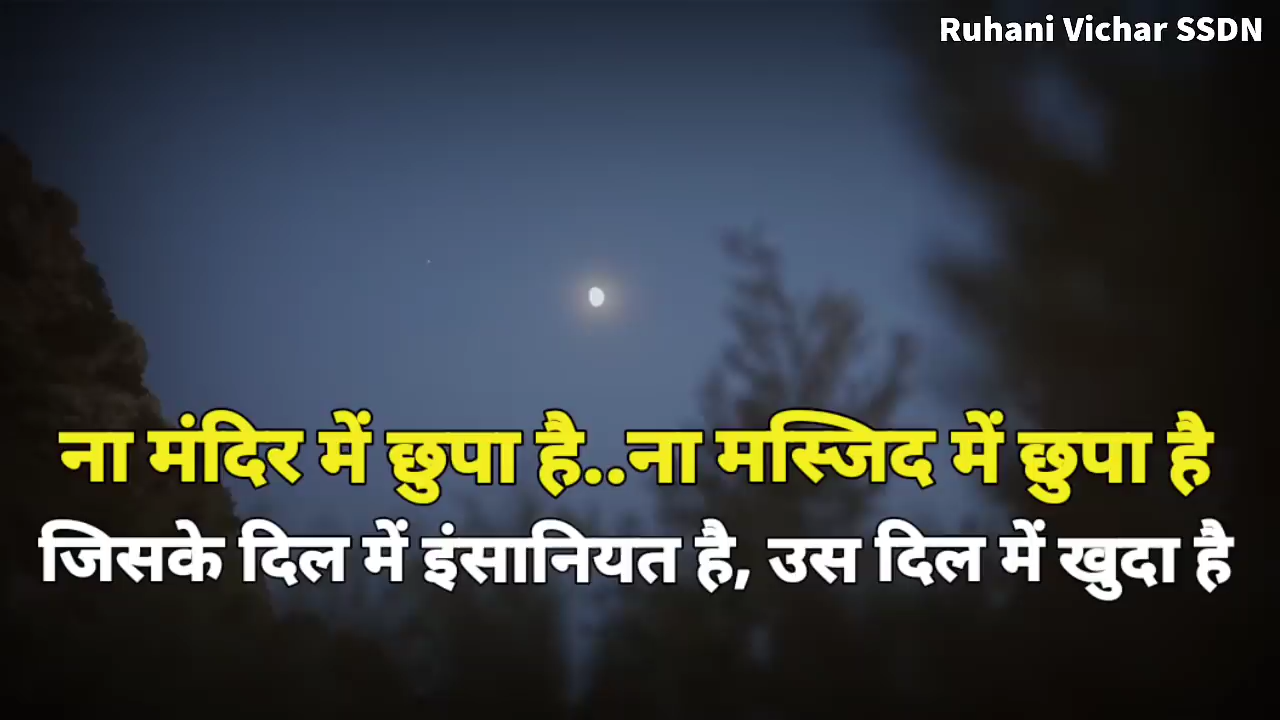 Ruhani Vichar SSDN
ना मंदिर में छुपा है..ना मस्जिद में छुपा है
जिसके दिल में इंसानियत है, उस दिल में खुदा है